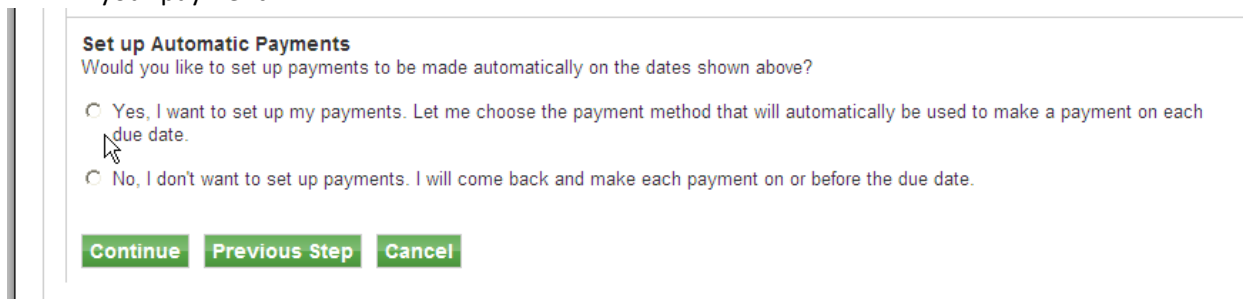 Set up Automatic Payments
Would you like to set up payments to be made automatically on the dates shown above?
Yes, I want to set up my payments. Let me choose the payment method that will automatically be used to make a payment on each
due date.
No, I don't want to set up payments. I will come back and make each payment on or before the due date.
Continue Previous Step Cancel